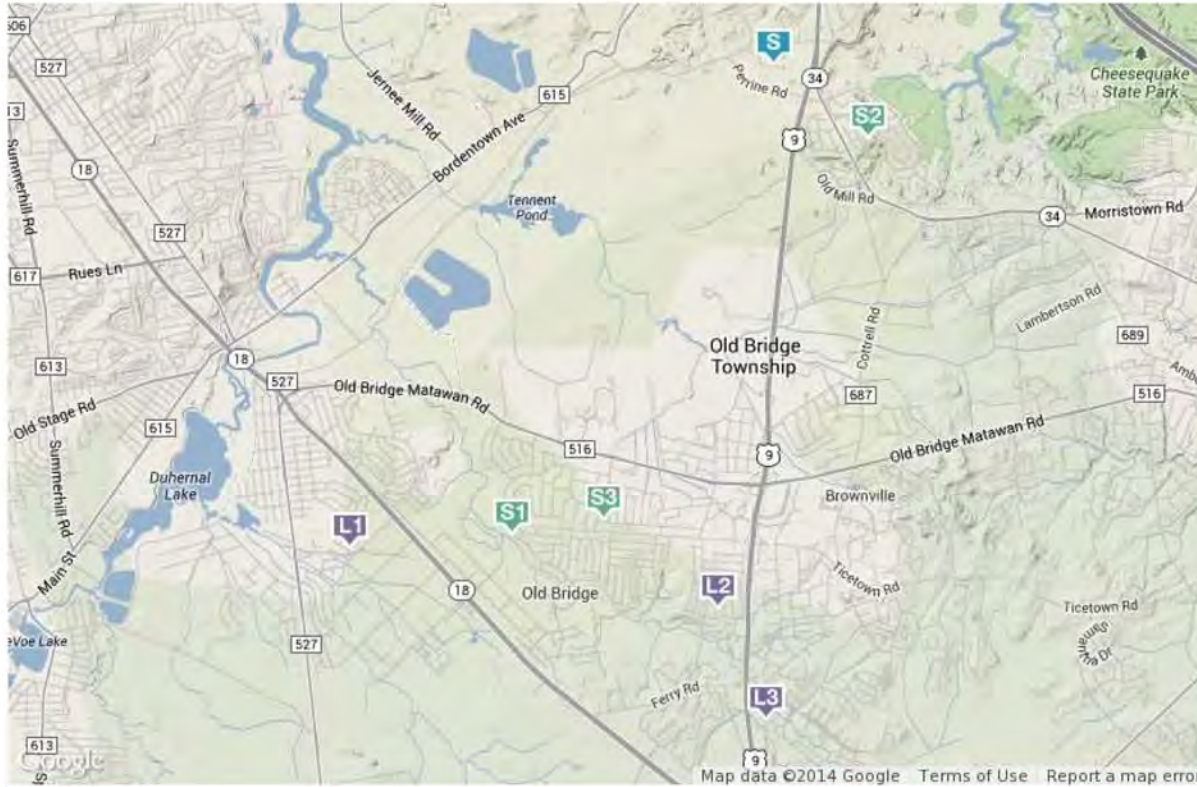 606
527
13
Summerhill Rd
18
527
617
Rues Ln
613
Old Stage Rd
615
Summerhill Rd
Main St
613
Jernee Mill Rd
Bordentown Ave
615
Tennent
Pond
S
Perrine Rd
34
9
S2
Old Mill Rd
34
Morristown Rd
Cheesequake
State Park
18
527
Old Bridge Matawan Rd
516
Old Bridge
Township
Cottrell Rd
Lambertson Rd
689
687
516
9
Old Bridge Matawan Rd
Brownville
Duhernal
Lake
L1
S1
S3
18
Old Bridge
L2
Ticetown Rd
Ticetown Rd
527
Ferry Rd
L3
9
Google
Map data ©2014 Google Terms of Use Report a map error